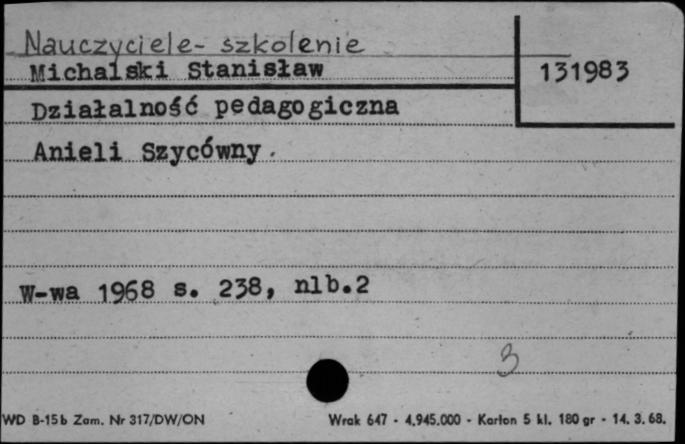 Nauczyciele- szkolenie
Michalski Stanisław
131983
Działalność pedagogiczna
Anieli Szycówny.
W-wa 1968 s. 238, nlb.2
3
WD B-15b Zam. Nr 317/DW/ON
Wrak 647 - 4.945.000 - Karton 5 kl. 180 gr - 14. 3. 68.